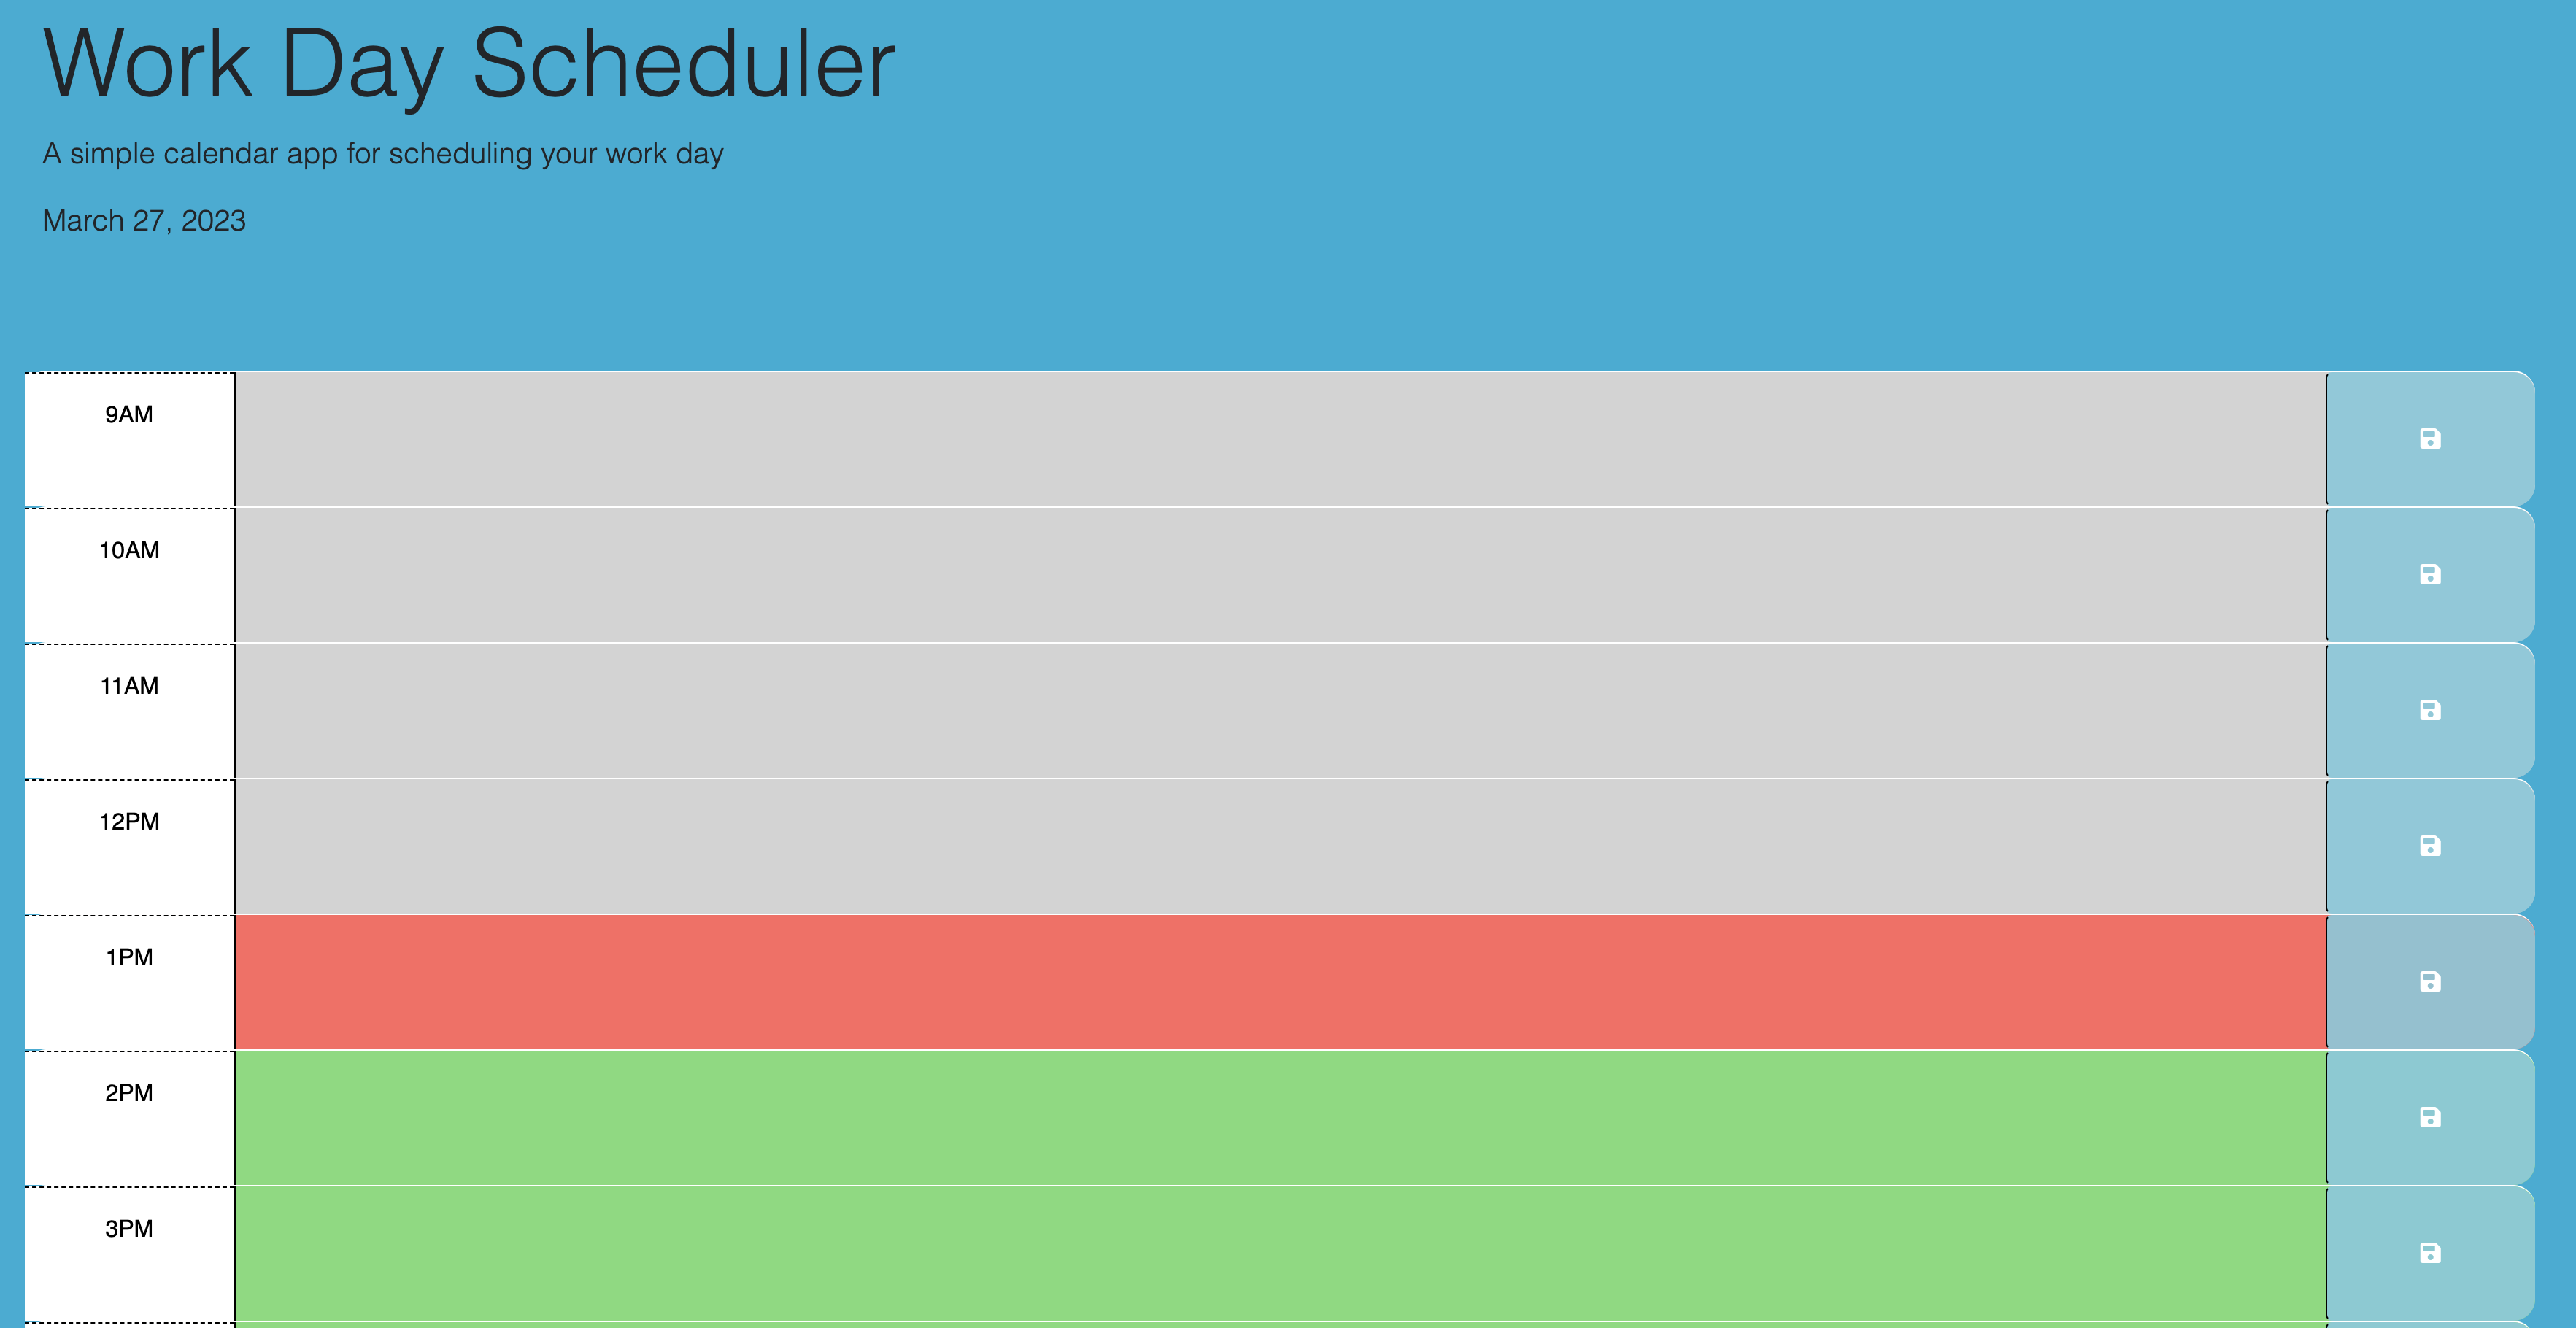 Work Day Scheduler
A simple calendar app for scheduling your work day
March 27, 2023
9AM
10AM
11AM
12PM
1PM
2PM
3PM